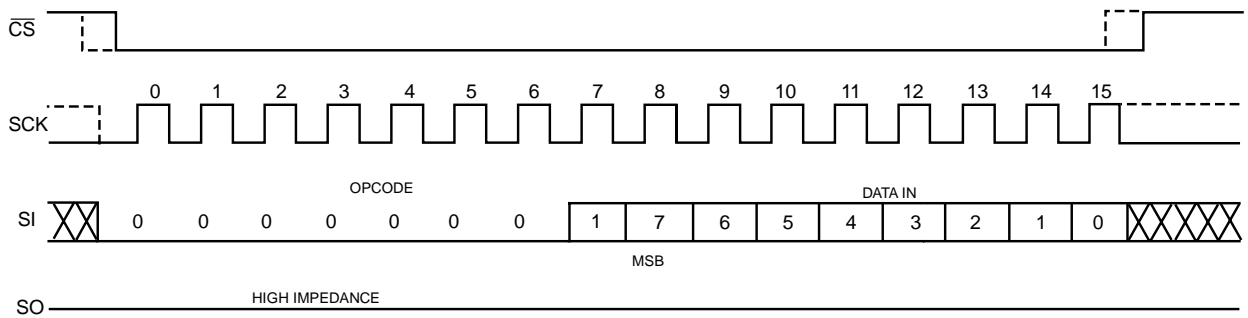 CS
0 1 2 3 4 5 6 7 8 9 10 11 12 13 14 15
SCK
OPCODE DATA IN
SI 0 0 0 0 0 0 0 1 7 6 5 4 3 2 1 0
MSB
HIGH IMPEDANCE
SO